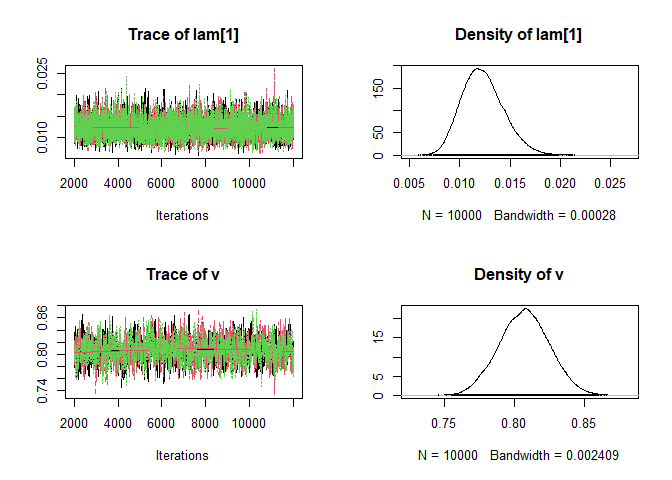 Trace of lam[1]
0.025
0.010
2000 4000 6000 8000 10000
Iterations
Density of lam[1]
150
50
0
0.005 0.010 0.015 0.020 0.025
N = 10000 Bandwidth = 0.00028
Trace of v
0.86
0.80
0.74
2000 4000 6000 8000 10000
Iterations
Density of v
15
5
0
0.75 0.80 0.85
N = 10000 Bandwidth = 0.002409